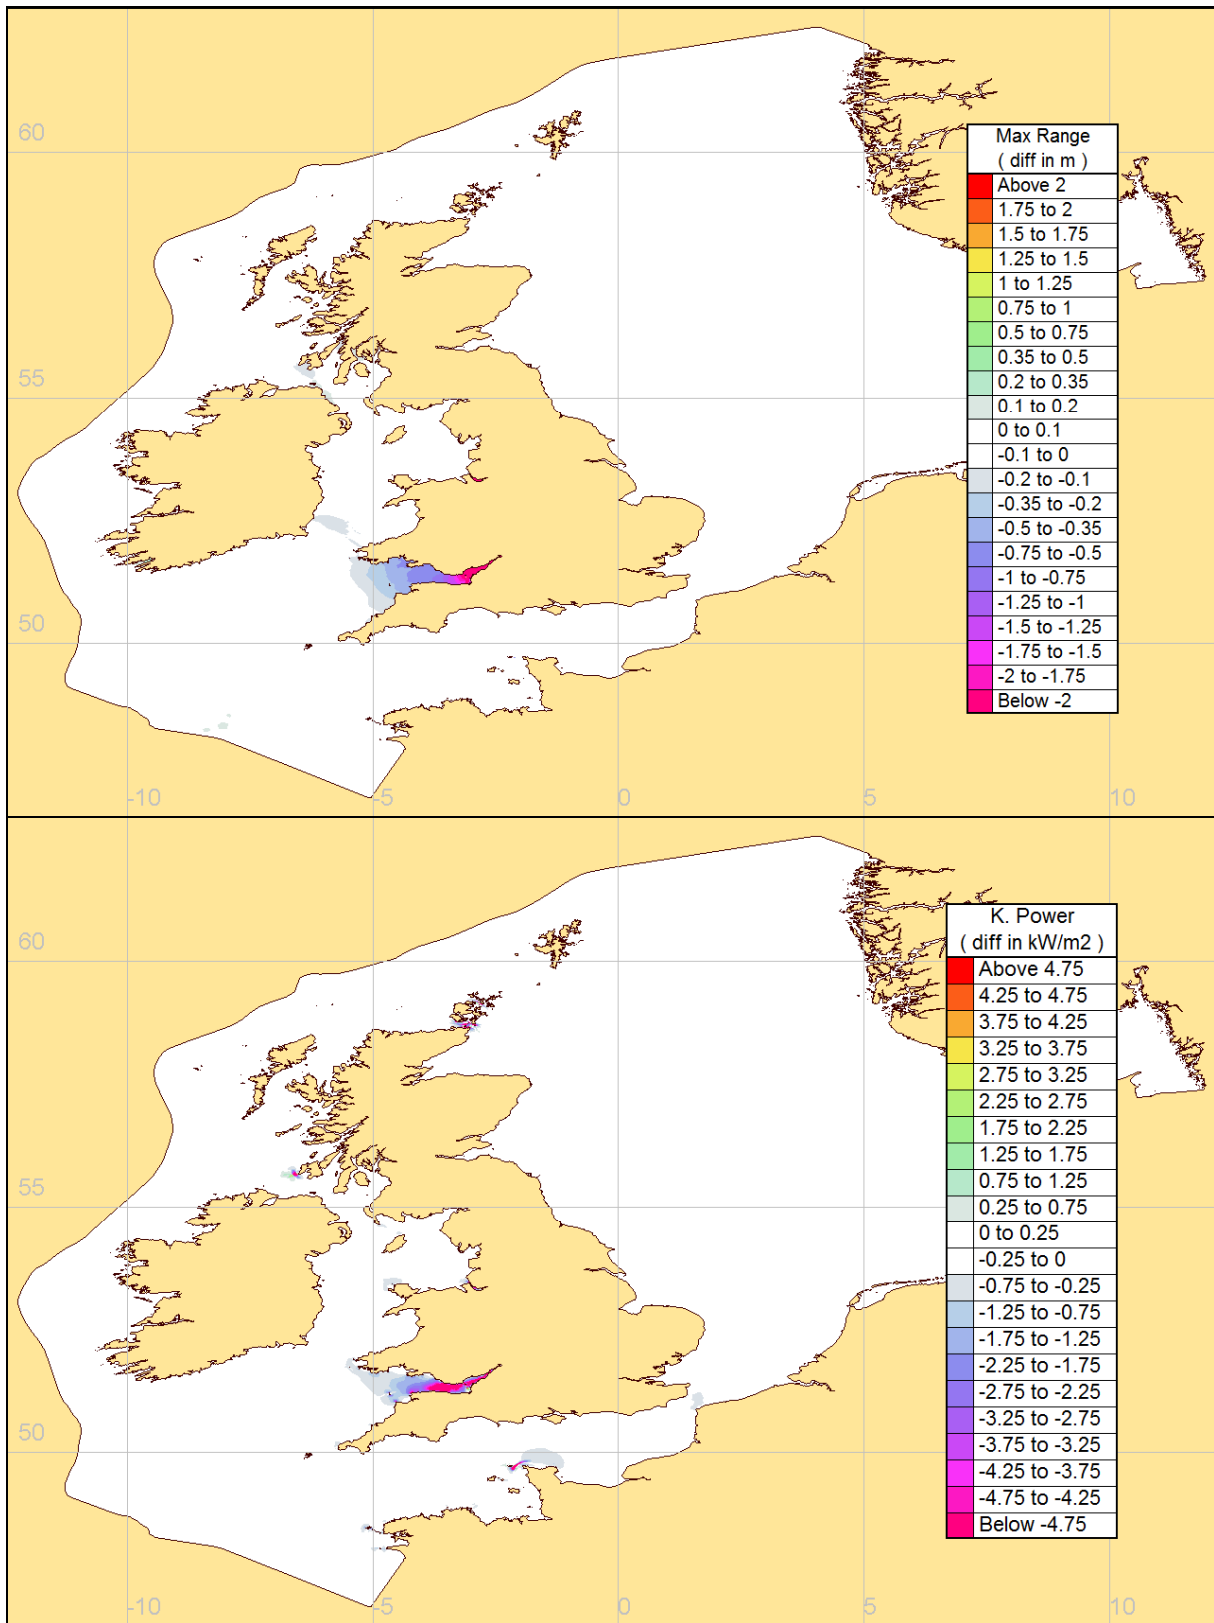 60
55
50
-10
-5
0
5
10
Max Range
( diff in m )
Above 2
1.75 to 2
1.5 to 1.75
1.25 to 1.5
1 to 1.25
0.75 to 1
0.5 to 0.75
0.35 to 0.5
0.2 to 0.35
0.1 to 0.2
0 to 0.1
-0.1 to 0
-0.2 to -0.1
-0.35 to -0.2
-0.5 to -0.35
-0.75 to -0.5
-1 to -0.75
-1.25 to -1
-1.5 to -1.25
-1.75 to -1.5
-2 to -1.75
Below -2
60
55
50
-10
-5
0
5
10
K. Power
( diff in kW/m2 )
Above 4.75
4.25 to 4.75
3.75 to 4.25
3.25 to 3.75
2.75 to 3.25
2.25 to 2.75
1.75 to 2.25
1.25 to 1.75
0.75 to 1.25
0.25 to 0.75
0 to 0.25
-0.25 to 0
-0.75 to -0.25
-1.25 to -0.75
-1.75 to -1.25
-2.25 to -1.75
-2.75 to -2.25
-3.25 to -2.75
-3.75 to -3.25
-4.25 to -3.75
-4.75 to -4.25
Below -4.75